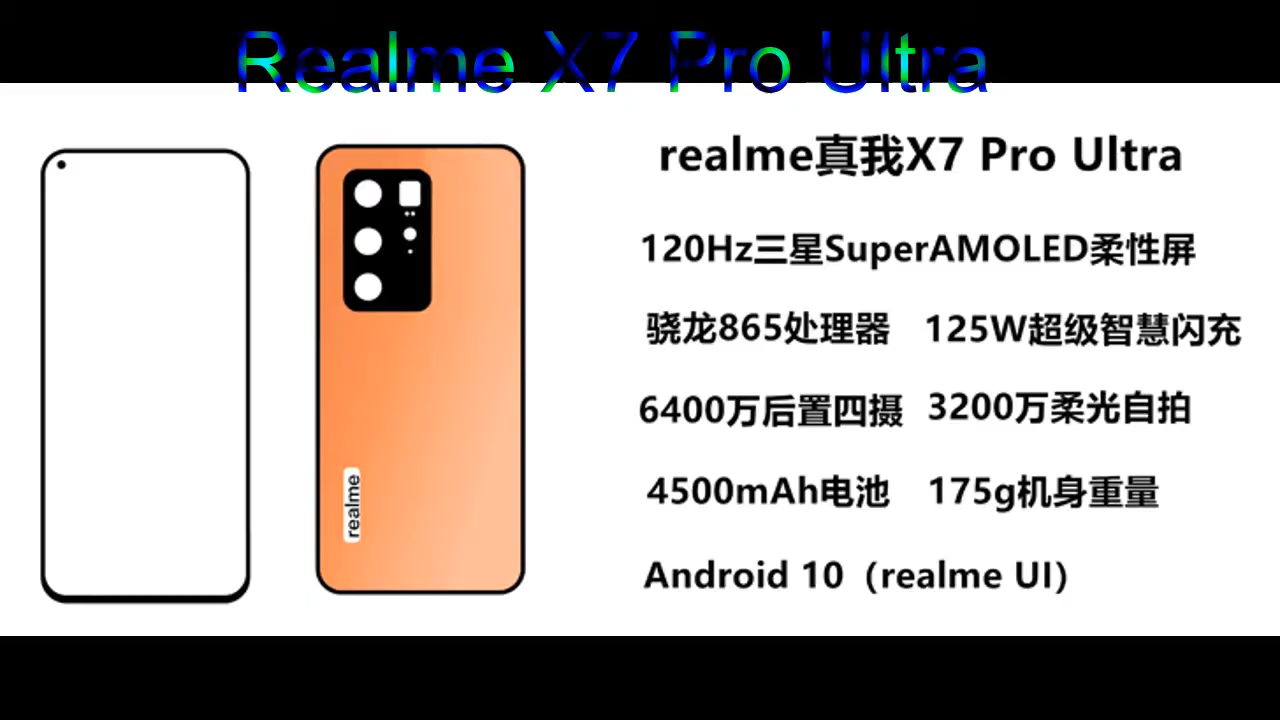 Realme X7 Pro Ultra
realme真我X7 Pro Ultra
120Hz三星SuperAMOLED柔性屏
骁龙865处理器 125W超级智慧闪充
6400万后置四摄 3200万柔光自拍
4500mAh电池 175g机身重量
Android 10（realme UI）
realme